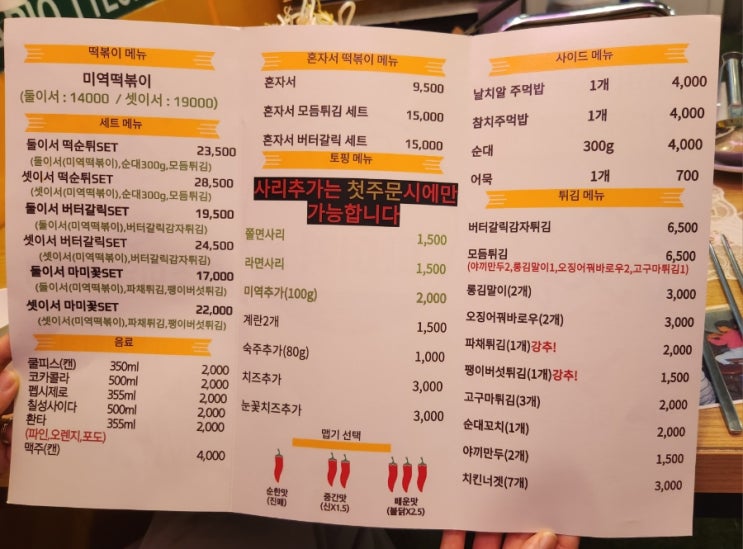 떡볶이 메뉴
미역떡볶이
(둘이서 : 14000 / 셋이서 : 19000)
세트 메뉴
둘이서 떡순튀SET 23,500
(둘이서(미역떡볶이),순대300g,모듬튀김)
셋이서 떡순튀SET 28,500
(셋이서(미역떡볶이),순대300g,모듬튀김)
둘이서 버터갈릭SET 19,500
(둘이서(미역떡볶이),버터갈릭감자튀김)
셋이서 버터갈릭SET 24,500
(셋이서(미역떡볶이),버터갈릭감자튀김)
둘이서 마미꽃SET 17,000
(둘이서(미역떡볶이),파채튀김,팽이버섯튀김)
셋이서 마미꽃SET 22,000
(셋이서(미역떡볶이),파채튀김,팽이버섯튀김)
음료
쿨피스(캔) 350ml 2,000
코카콜라 500ml 2,000
펩시제로 355ml 2,000
칠성사이다 500ml 2,000
환타 355ml 2,000
(파인,오렌지,포도)
맥주(캔) 4,000
혼자서 떡볶이 메뉴
혼자서 9,500
혼자서 모듬튀김 세트 15,000
혼자서 버터갈릭 세트 15,000
토핑 메뉴
사리추가는 첫주문시에만
가능합니다
쫄면사리 1,500
라면사리 1,500
미역추가(100g) 2,000
계란2개 1,500
숙주추가(80g) 1,000
치즈추가 3,000
눈꽃치즈추가 3,000
맵기 선택
순한맛
(진매)
중간맛
(신X1.5)
매운맛
(불닭X2.5)
사이드 메뉴
날치알 주먹밥 1개 4,000
참치주먹밥 1개 4,000
순대 300g 4,000
어묵 1개 700
튀김 메뉴
버터갈릭감자튀김 6,500
모듬튀김 6,500
(야끼만두2,롱김말이1,오징어꿔바로우2,고구마튀김1)
롱김말이(2개) 3,000
오징어꿔바로우(2개) 3,000
파채튀김(1개)강추! 2,000
팽이버섯튀김(1개)강추! 1,500
고구마튀김(3개) 2,000
순대꼬치(1개) 2,000
야끼만두(2개) 1,500
치킨너겟(7개) 3,000